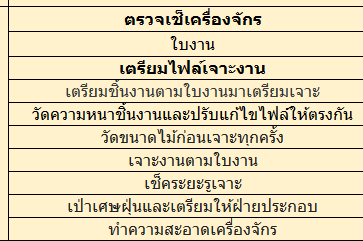 ตรวจเช็เครื่องจักร
ใบงาน
เตรียมไฟล์เจาะงาน
เตรียมชิ้นงานตามใบงานมาเตรียมเจาะ
วัดความหนาชิ้นงานและปรับแก้ไขไฟล์ให้ตรงกัน
วัดขนาดไม้ก่อนเจาะทุกครั้ง
เจาะงานตามใบงาน
เช็คระยะรูเจาะ
เป่าเศษฝุ่นและเตรียมให้ฝ่ายประกอบ
ทำความสะอาดเครื่องจักร